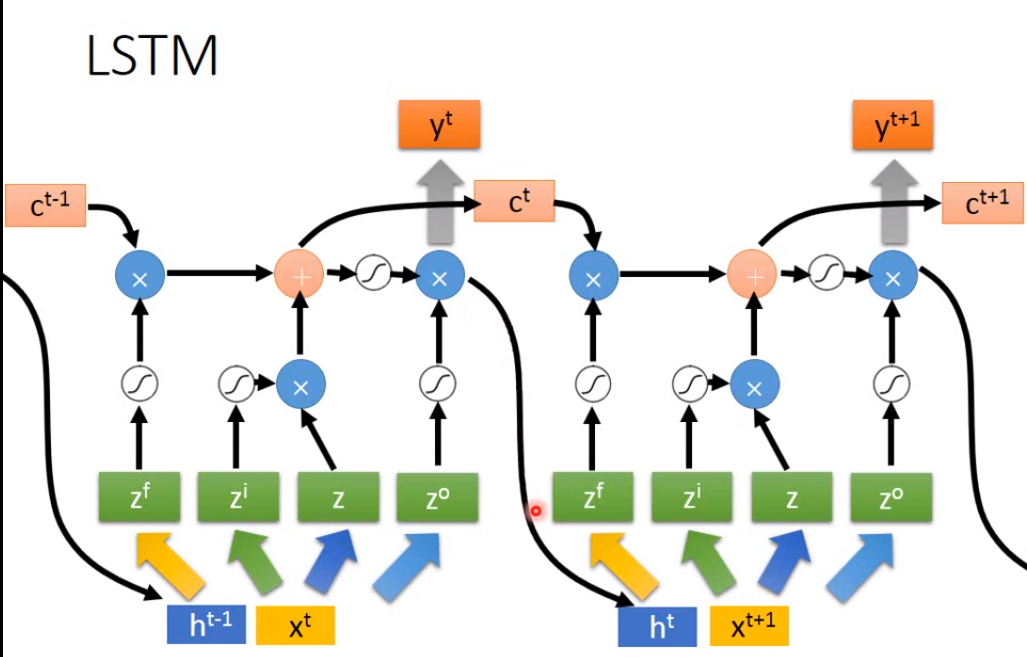 LSTM
y^t
y^{t+1}
c^{t-1}
c^t
c^{t+1}
×
+
×
×
+
×
×
×
z^f
z^i
z
z^o
z^f
z^i
z
z^o
h^{t-1}
x^t
h^t
x^{t+1}